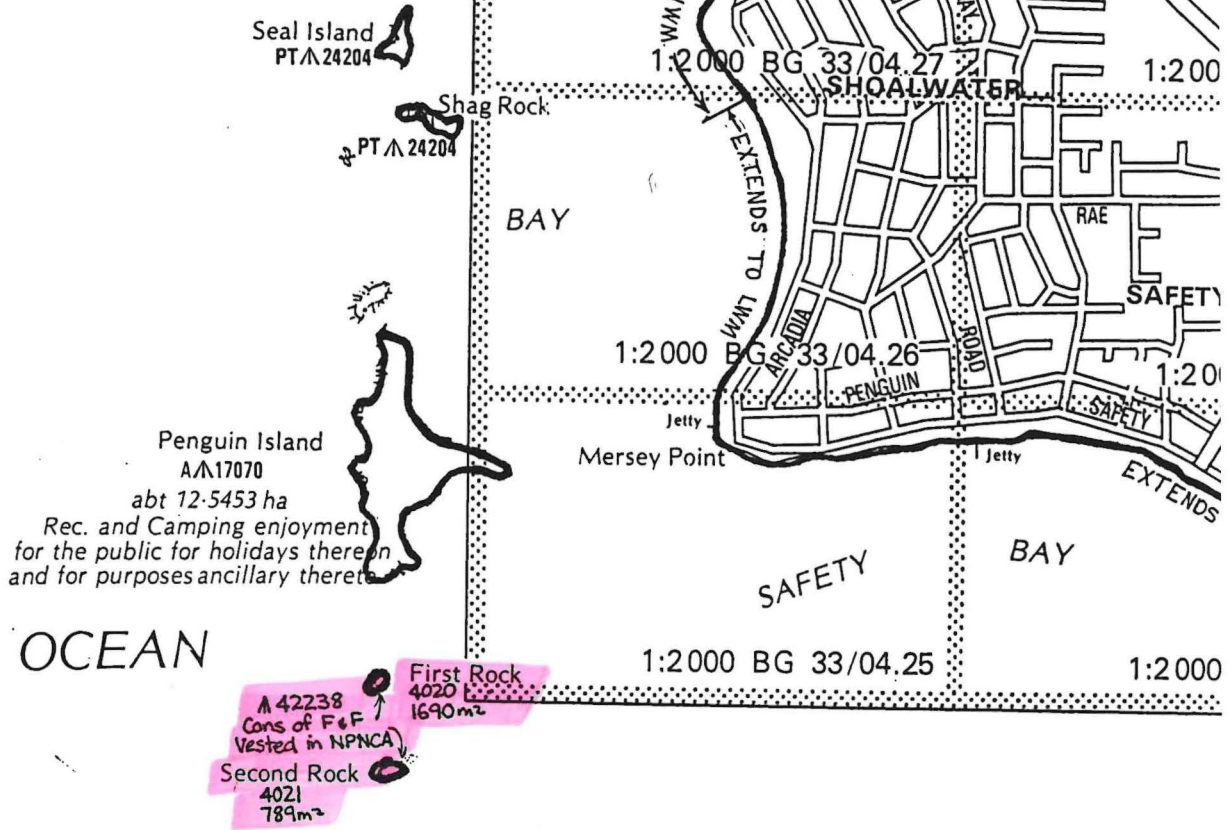 Seal Island
PT 24204
Shag Rock
PT 24204
1:2000 BG 33/04.27
SHOALWATER
1:200
EXTENDS TO LWM
BAY
RAE
SAFETY
1:2000 BG 33/04.26
ARCADIA
ROAD
PENGUIN
1:20
SAFETY
Jetty
Mersey Point
Jetty
EXTENDS
Penguin Island
A 17070
abt 12·5453 ha
Rec. and Camping enjoyment
for the public for holidays thereon
and for purposes ancillary thereto
SAFETY
BAY
OCEAN
1:2000 BG 33/04.25
1:2000
First Rock
4020
1690m²
42238
Cons of F&F
Vested in NPNCA
Second Rock
4021
789m²